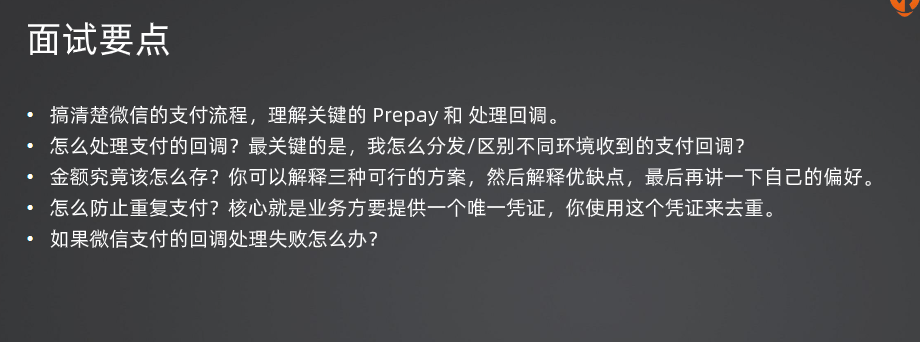 面试要点
• 搞清楚微信的支付流程，理解关键的 Prepay 和 处理回调。
• 怎么处理支付的回调？最关键的是，我怎么分发/区别不同环境收到的支付回调？
• 金额究竟该怎么存？你可以解释三种可行的方案，然后解释优缺点，最后再讲一下自己的偏好。
• 怎么防止重复支付？核心就是业务方要提供一个唯一凭证，你使用这个凭证来去重。
• 如果微信支付的回调处理失败怎么办？